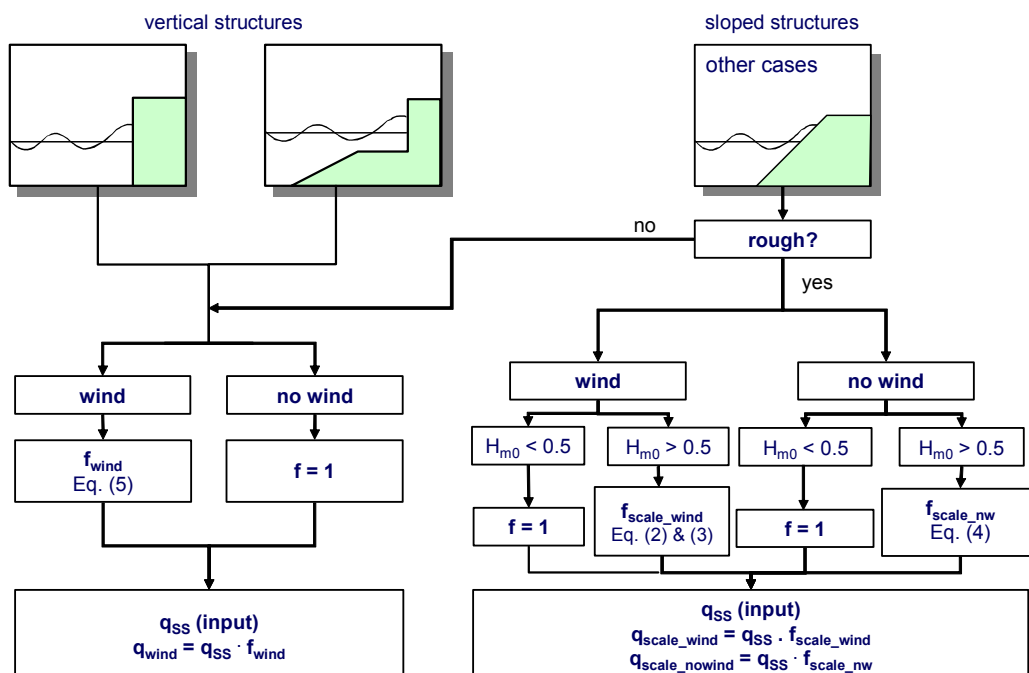 vertical structures
sloped structures
other cases
rough?
no
yes
wind
no wind
f_wind
Eq. (5)
f = 1
q_SS (input)
q_wind = q_SS · f_wind
wind
no wind
H_m0 < 0.5
H_m0 > 0.5
H_m0 < 0.5
H_m0 > 0.5
f = 1
f_scale_wind
Eq. (2) & (3)
f = 1
f_scale_nw
Eq. (4)
q_SS (input)
q_scale_wind = q_SS . f_scale_wind
q_scale_nowind = q_SS · f_scale_nw